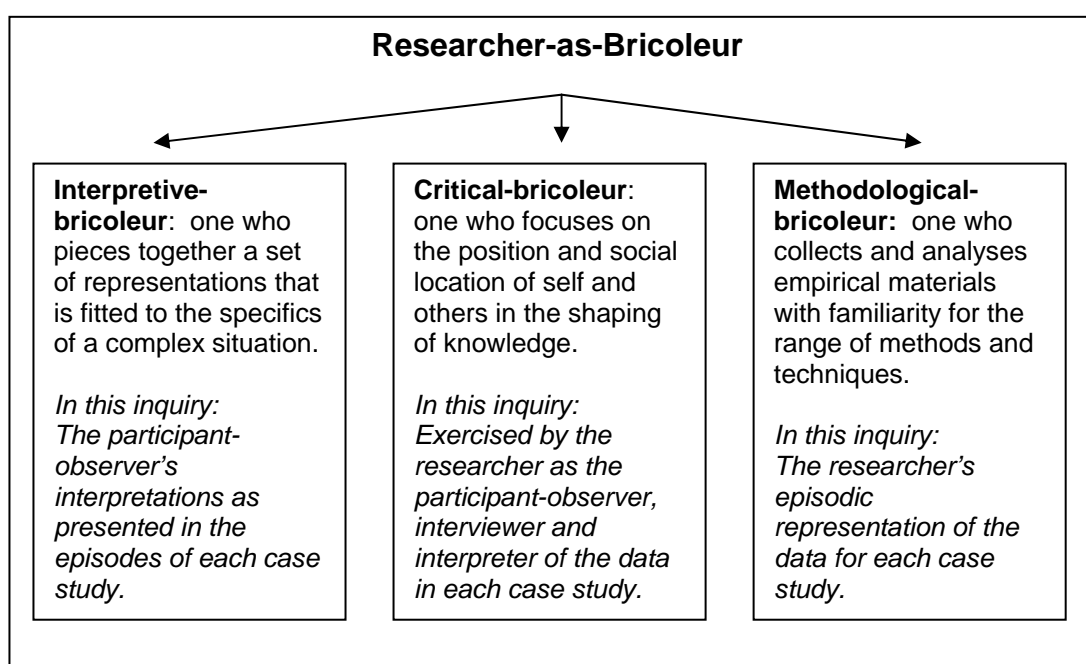 Researcher-as-Bricoleur
Interpretive-
bricoleur:  one who
pieces together a set
of representations that
is fitted to the specifics
of a complex situation.
In this inquiry:
The participant-
observer’s
interpretations as
presented in the
episodes of each case
study.
Critical-bricoleur:
one who focuses on
the position and social
location of self and
others in the shaping
of knowledge.
In this inquiry:
Exercised by the
researcher as the
participant-observer,
interviewer and
interpreter of the data
in each case study.
Methodological-
bricoleur:  one who
collects and analyses
empirical materials
with familiarity for the
range of methods and
techniques.
In this inquiry:
The researcher’s
episodic
representation of the
data for each case
study.